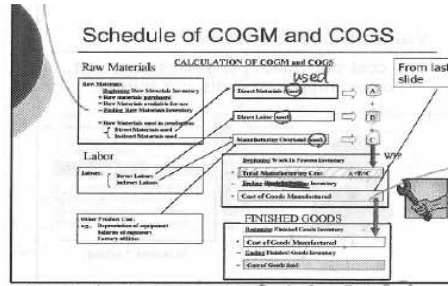 Schedule of COGM and COGS
CALCULATION OF COGM and COGS
Raw Materials
used
From last
slide
Raw Materials:
Beginning Raw Materials Inventory
+ Raw materials purchased
= Raw Materials available for use
- Ending Raw Materials Inventory
= Raw Materials used in production
Direct Materials used
Indirect Materials used
Direct Materials used
A
Direct Labor used
B
Manufacturing Overhead used
C
Labor
Labor:
Direct Labor
Indirect Labor
WIP
Beginning Work in Process Inventory
+ Total Manufacturing Cost A+B+C
- Ending Inventory
= Cost of Goods Manufactured
Other Product Cost:
e.g., Depreciation of equipment
Salaries of
Factory utilities
FINISHED GOODS
Beginning Finished Goods Inventory
+ Cost of Goods Manufactured
- Ending Finished Goods Inventory
= Cost of Goods Sold